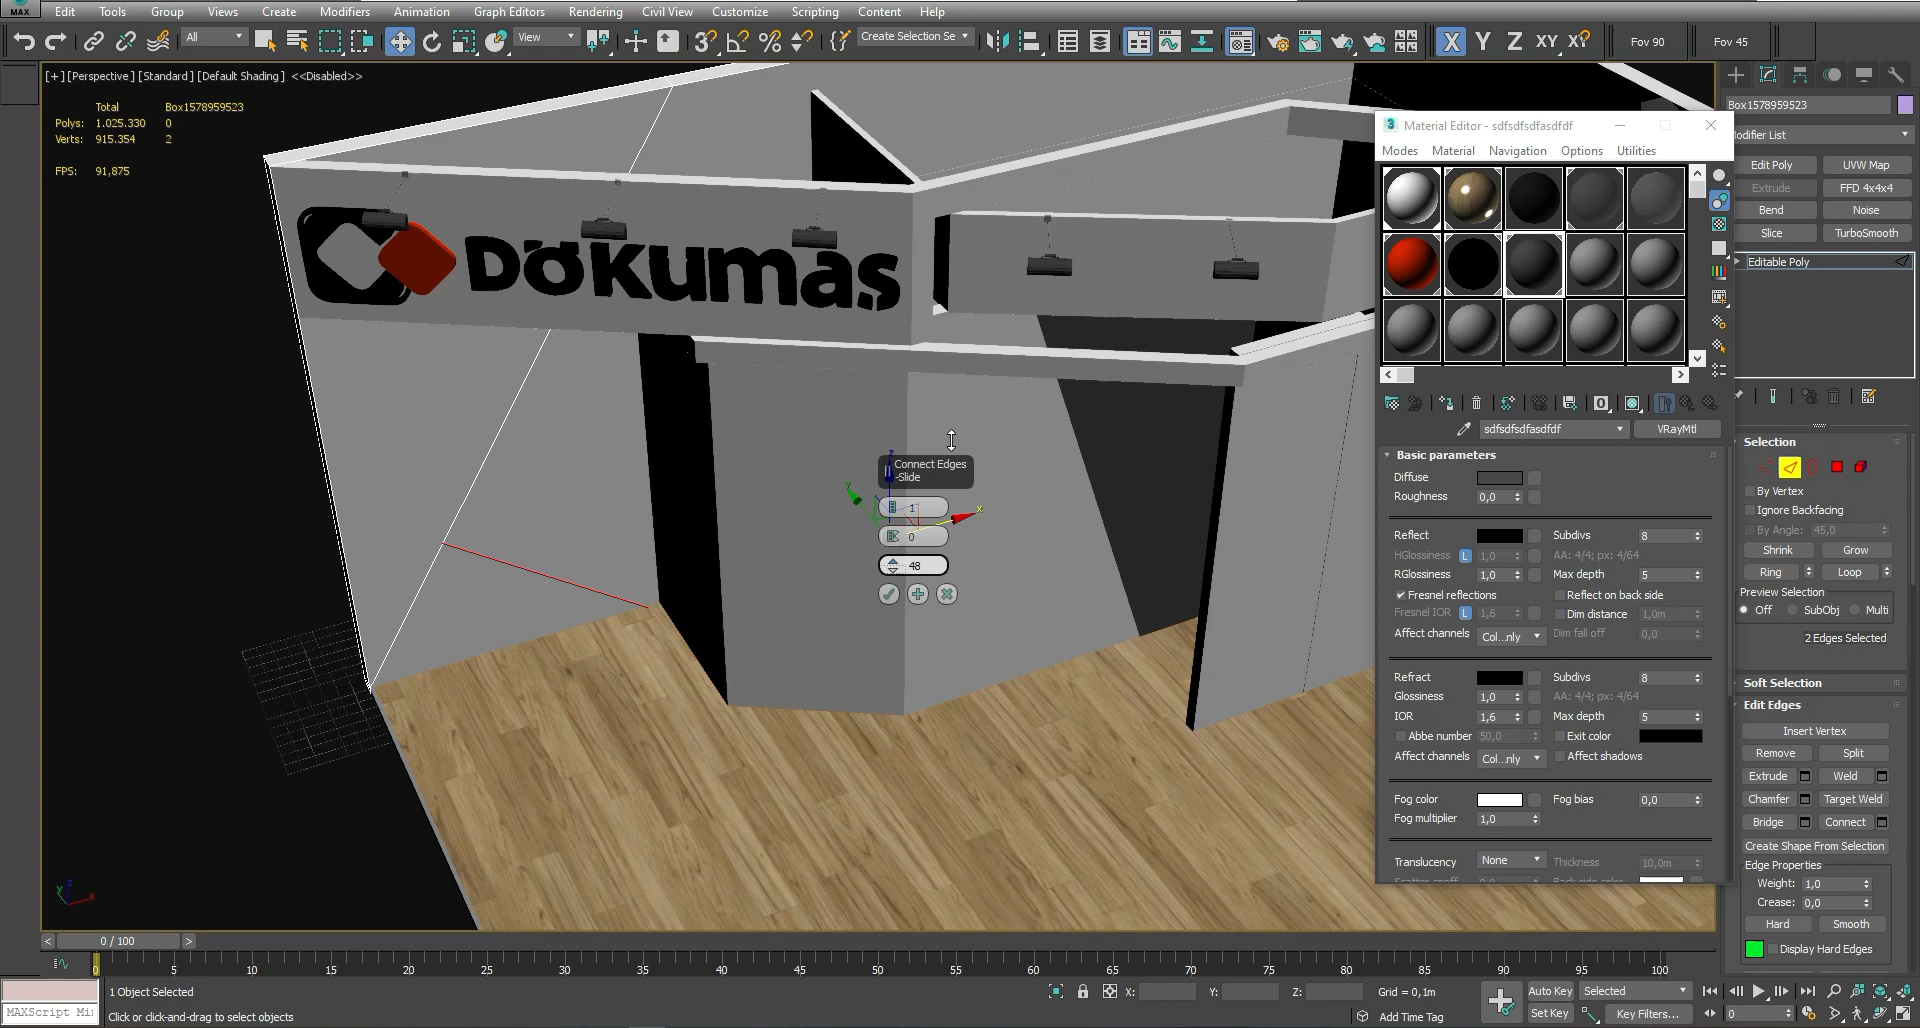 MAX Edit Tools Group Views Create Modifiers Animation Graph Editors Rendering Civil View Customize Scripting Content Help
All View Create Selection Se X Y Z XY XY Fov 90 Fov 45
[+] [Perspective ] [Standard ] [Default Shading ] <<Disabled>>
Total Box1578959523
Polys: 1.025.330 0
Verts: 915.354 2
FPS: 91,875
Dökumas
Connect Edges
-Slide
1
0
48
3 Material Editor - sdfsdfsdfasdfdf
Modes Material Navigation Options Utilities
sdfsdfsdfasdfdf VRayMtl
Basic parameters
Diffuse
Roughness 0,0
Reflect Subdivs 8
HGlossiness L 1,0 AA: 4/4; px: 4/64
RGlossiness 1,0 Max depth 5
Fresnel reflections Reflect on back side
Fresnel IOR L 1,6 Dim distance 1,0m
Affect channels Col...nly Dim fall off 0,0
Refract Subdivs 8
Glossiness 1,0 AA: 4/4; px: 4/64
IOR 1,6 Max depth 5
Abbe number 50,0 Exit color
Affect channels Col...nly Affect shadows
Fog color Fog bias 0,0
Fog multiplier 1,0
Translucency None Thickness 10,0m
Box1578959523
odifier List
Edit Poly UVW Map
Extrude FFD 4x4x4
Bend Noise
Slice TurboSmooth
Editable Poly
Selection
By Vertex
Ignore Backfacing
By Angle: 45,0
Shrink Grow
Ring Loop
Preview Selection
Off SubObj Multi
2 Edges Selected
Soft Selection
Edit Edges
Insert Vertex
Remove Split
Extrude Weld
Chamfer Target Weld
Bridge Connect
Create Shape From Selection
Edge Properties
Weight: 1,0
Crease: 0,0
Hard Smooth
Display Hard Edges
0 / 100
0 5 10 15 20 25 30 35 40 45 50 55 60 65 70 75 80 85 90 95 100
1 Object Selected X: Y: Z: Grid = 0,1m Auto Key Selected
MAXScript Mi Click or click-and-drag to select objects Add Time Tag Set Key Key Filters... 0